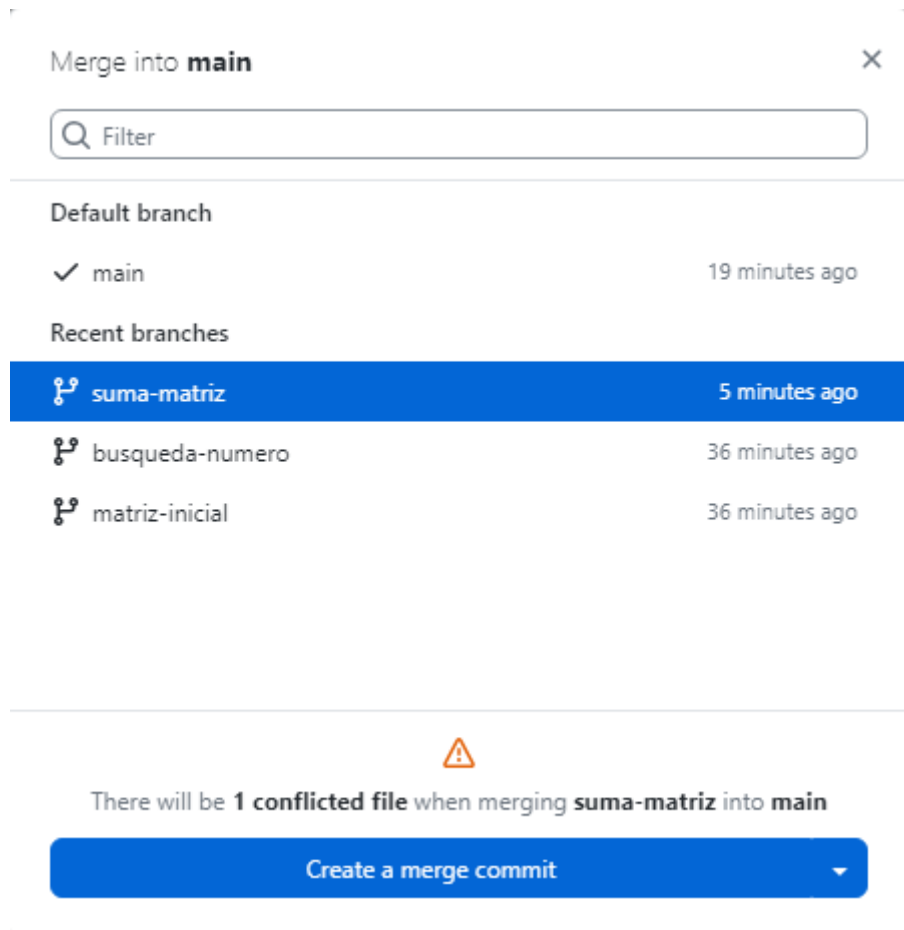 Merge into main
Filter
Default branch
main 19 minutes ago
Recent branches
suma-matriz 5 minutes ago
busqueda-numero 36 minutes ago
matriz-inicial 36 minutes ago
There will be 1 conflicted file when merging suma-matriz into main
Create a merge commit